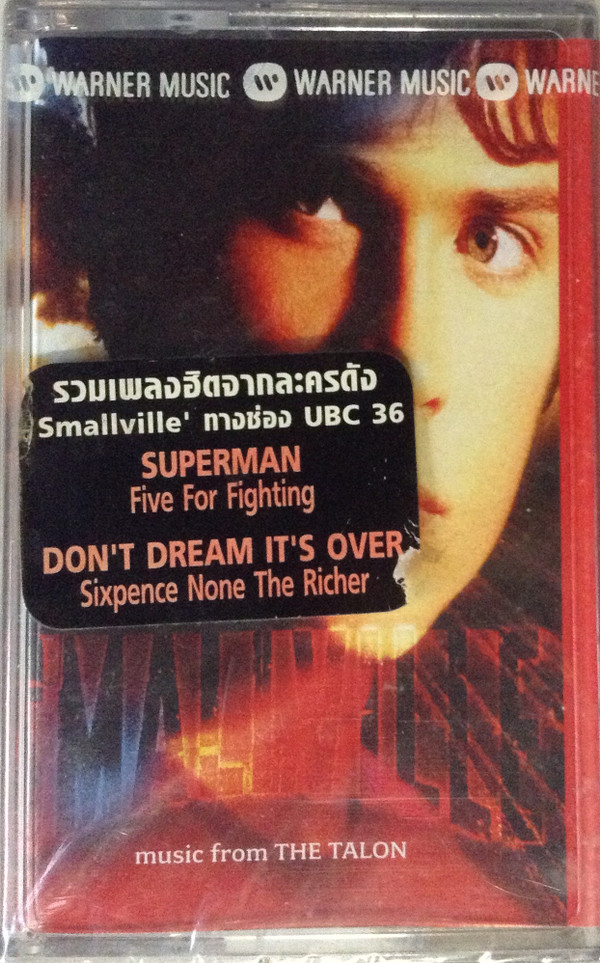 WARNER MUSIC WARNER MUSIC WARNE
รวมเพลงฮิตจากละครดัง
Smallville' ทางช่อง UBC 36
SUPERMAN
Five For Fighting
DON'T DREAM IT'S OVER
Sixpence None The Richer
SMALLVILLE
music from THE TALON